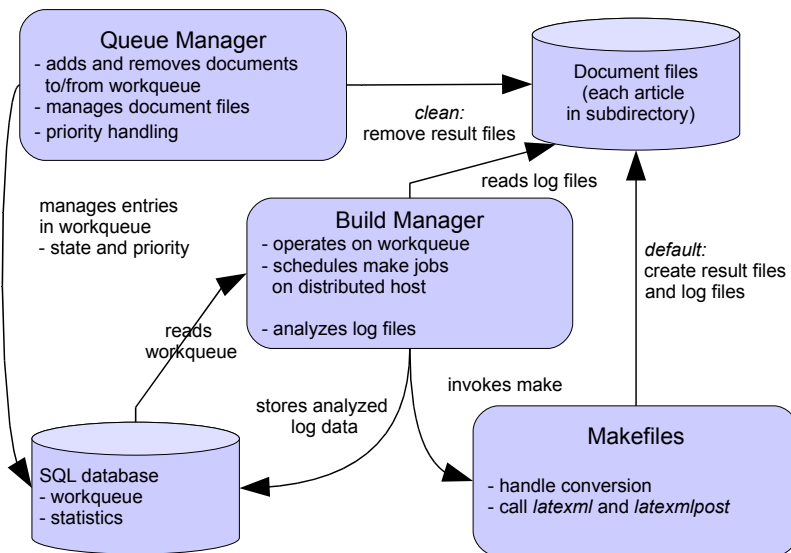 Queue Manager
- adds and removes documents
to/from workqueue
- manages document files
- priority handling
Document files
(each article
in subdirectory)
clean:
remove result files
reads log files
manages entries
in workqueue
- state and priority
Build Manager
- operates on workqueue
- schedules make jobs
on distributed host
- analyzes log files
default:
create result files
and log files
reads
workqueue
stores analyzed
log data
invokes make
SQL database
- workqueue
- statistics
Makefiles
- handle conversion
- call latexml and latexmlpost